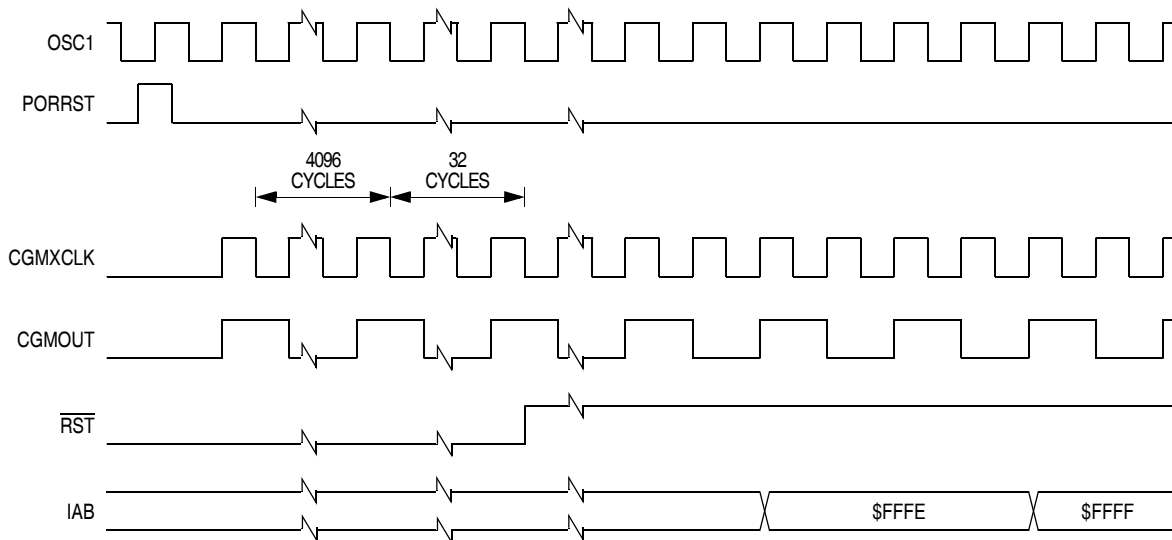 OSC1
PORRST
4096
CYCLES
32
CYCLES
CGMXCLK
CGMOUT
RST
IAB
$FFFE
$FFFF